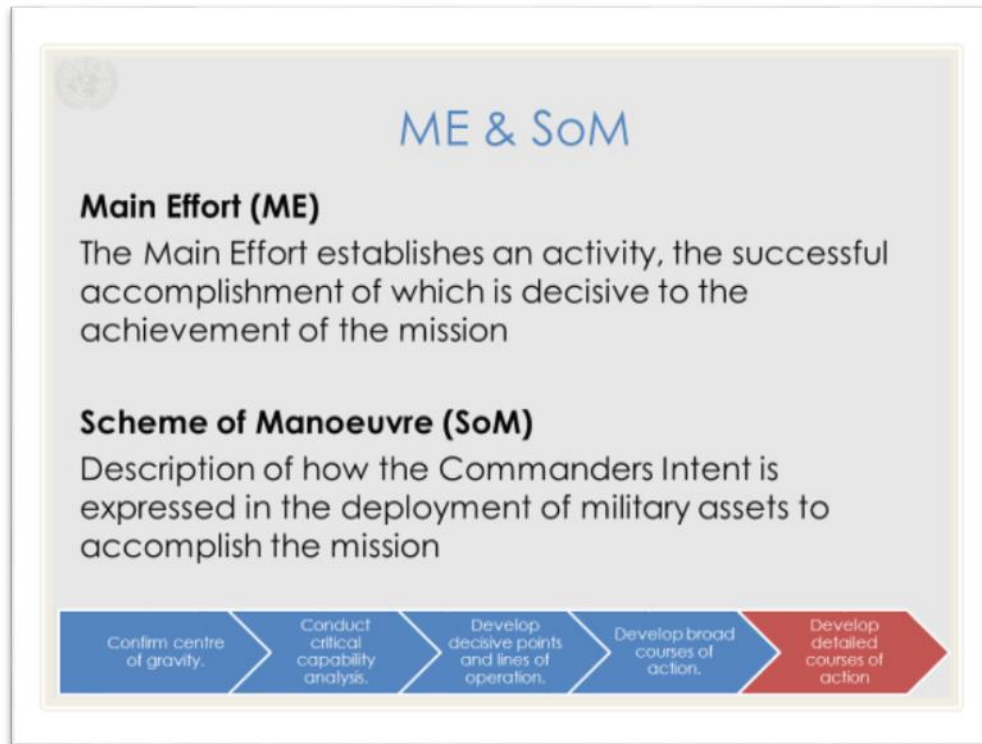 ME & SoM
Main Effort (ME)
The Main Effort establishes an activity, the successful
accomplishment of which is decisive to the
achievement of the mission
Scheme of Manoeuvre (SoM)
Description of how the Commanders Intent is
expressed in the deployment of military assets to
accomplish the mission
Confirm centre
of gravity.
Conduct
critical
capability
analysis.
Develop
decisive points
and lines of
operation.
Develop broad
courses of
action.
Develop
detailed
courses of
action